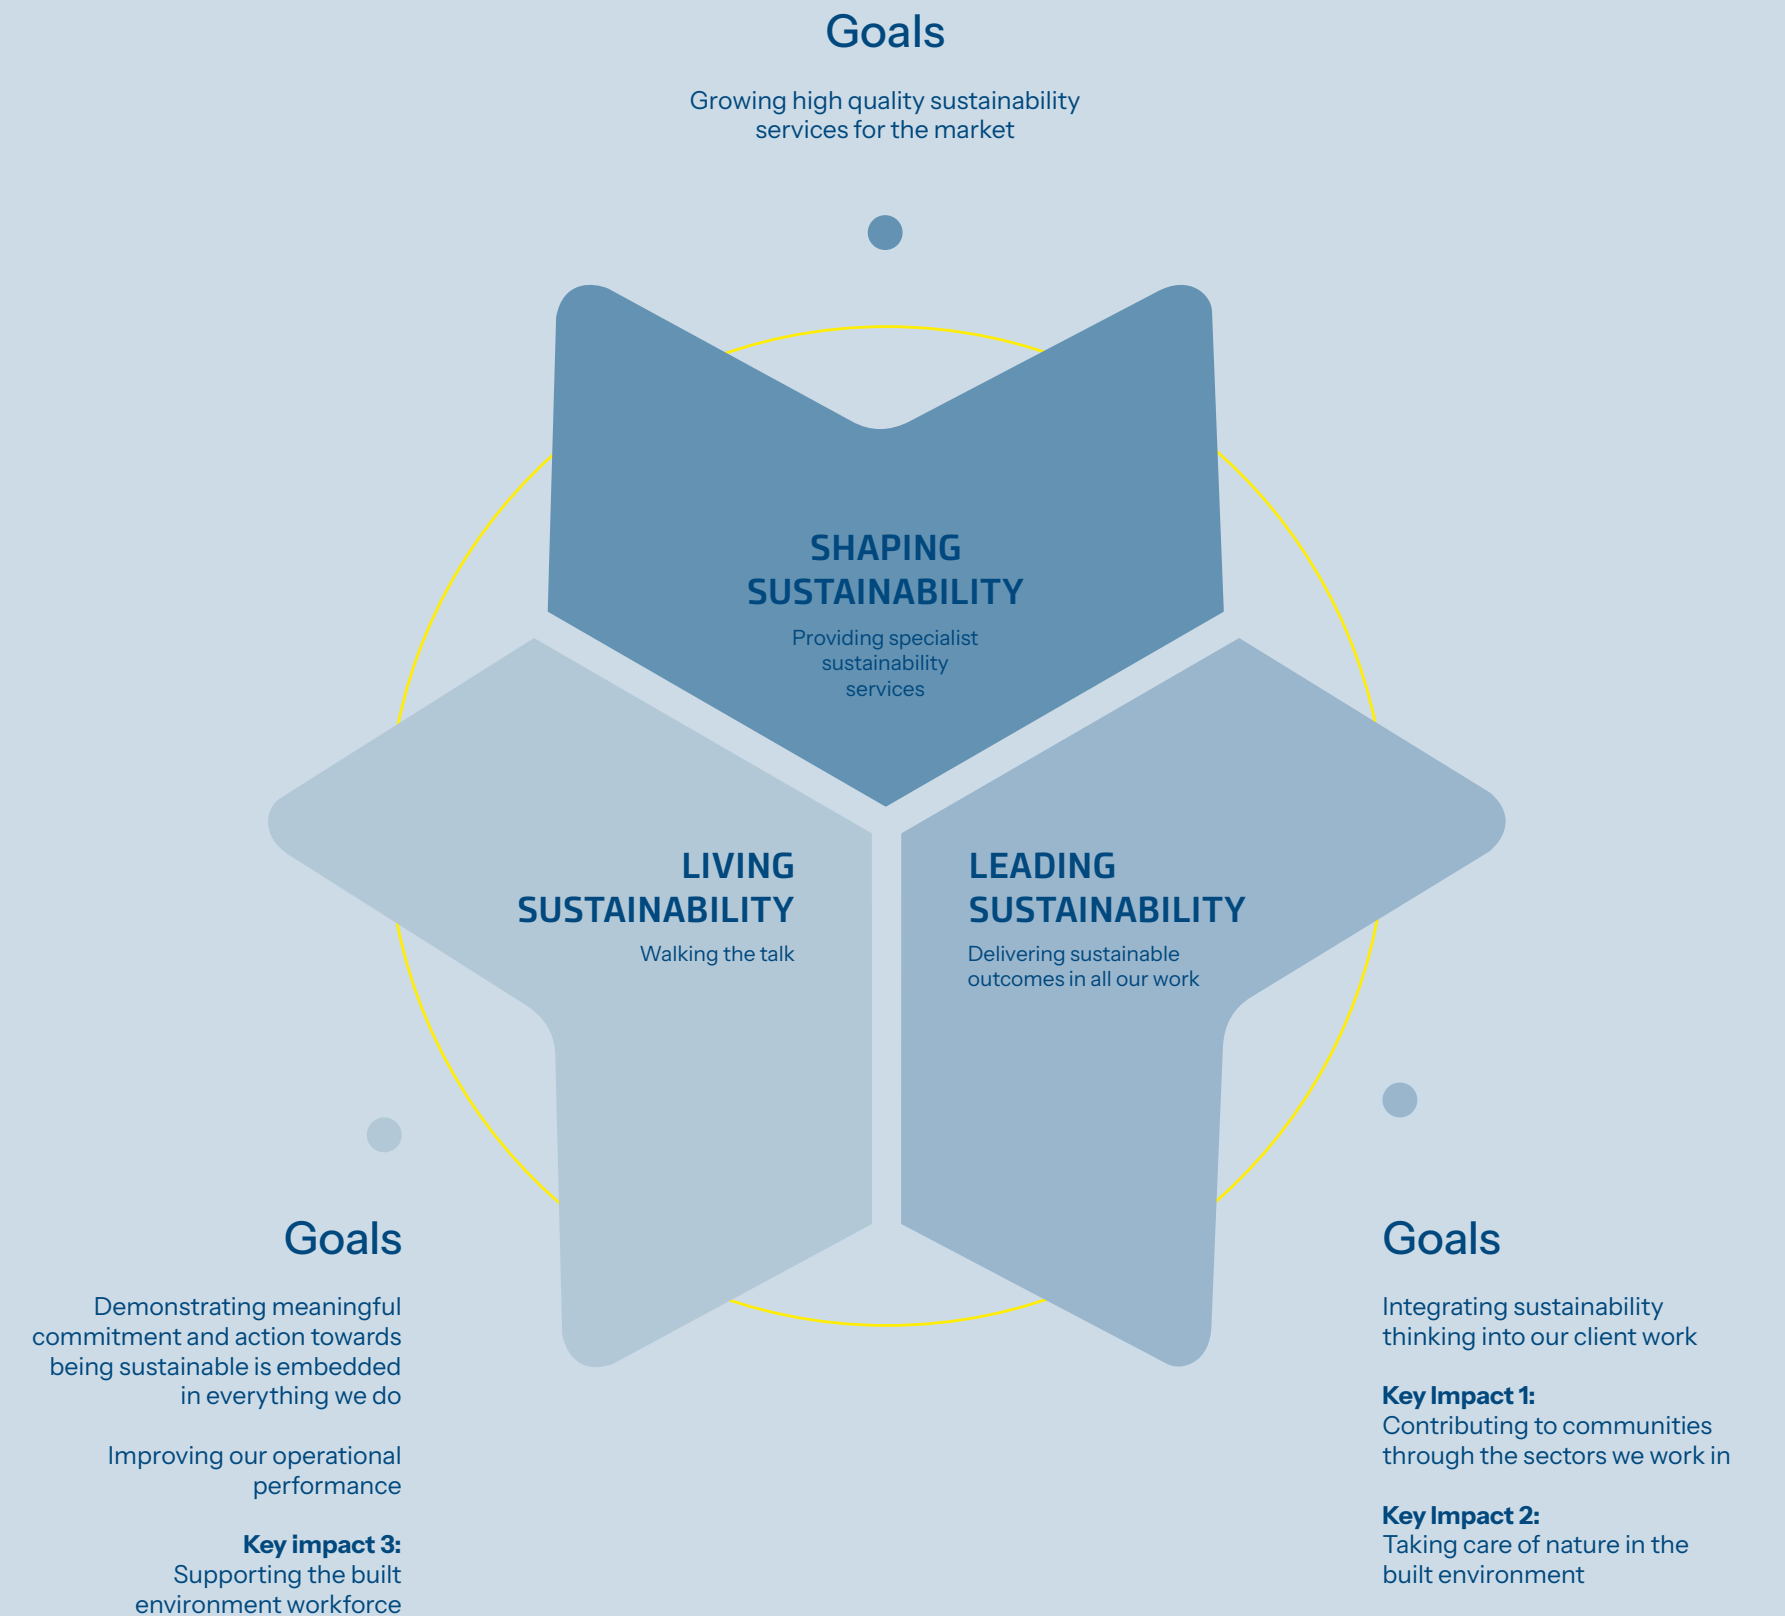 Goals
Growing high quality sustainability
services for the market
SHAPING
SUSTAINABILITY
Providing specialist
sustainability
services
LIVING
SUSTAINABILITY
Walking the talk
LEADING
SUSTAINABILITY
Delivering sustainable
outcomes in all our work
Goals
Demonstrating meaningful
commitment and action towards
being sustainable is embedded
in everything we do
Improving our operational
performance
Key impact 3:
Supporting the built
environment workforce
Goals
Integrating sustainability
thinking into our client work
Key Impact 1:
Contributing to communities
through the sectors we work in
Key Impact 2:
Taking care of nature in the
built environment